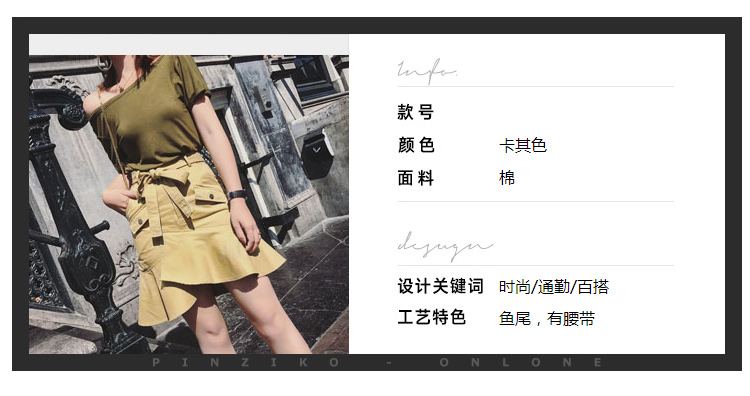 Info.
款号
颜色 卡其色
面料 棉
design
设计关键词 时尚/通勤/百搭
工艺特色 鱼尾，有腰带
PINZIKO - ONLONE